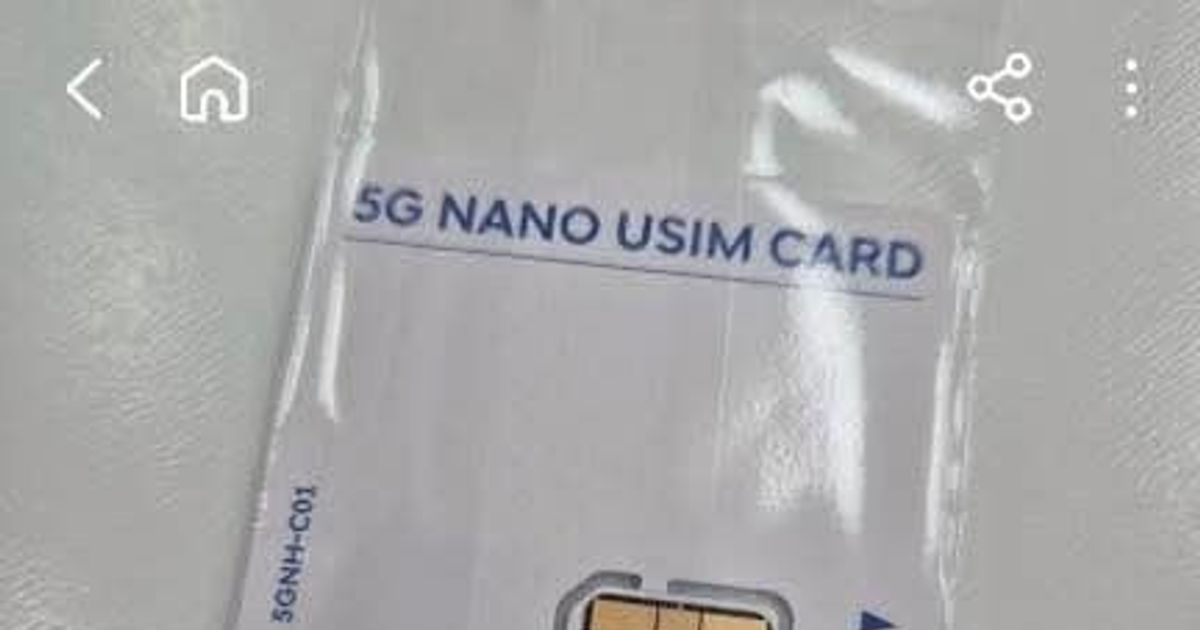 5G NANO USIM CARD
5GNH-C01